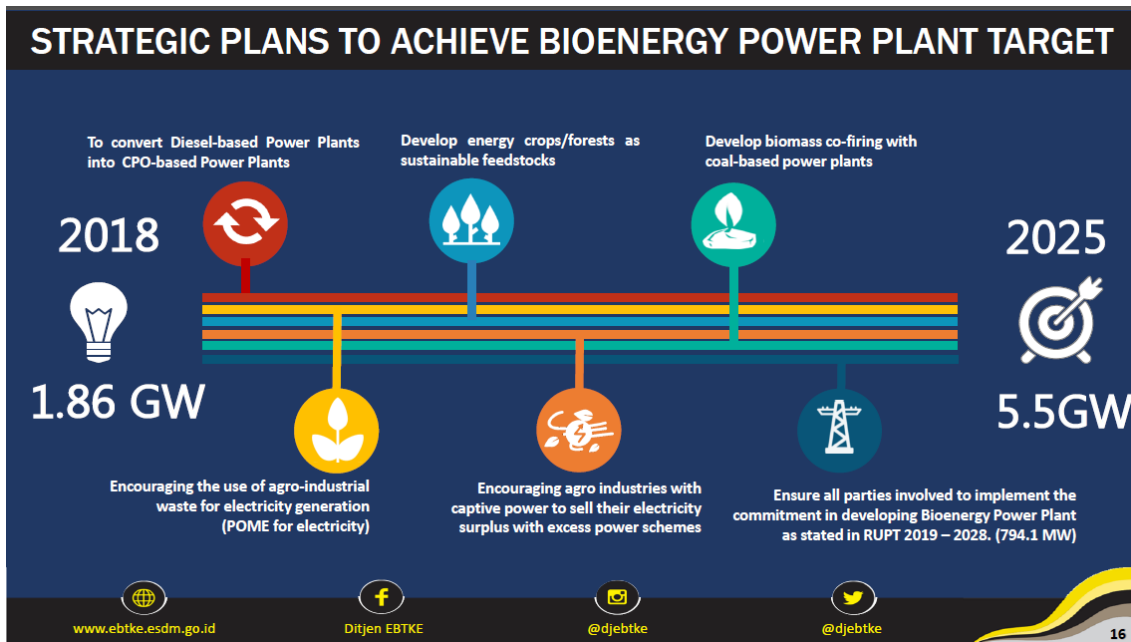 STRATEGIC PLANS TO ACHIEVE BIOENERGY POWER PLANT TARGET
To convert Diesel-based Power Plants
into CPO-based Power Plants
Develop energy crops/forests as
sustainable feedstocks
Develop biomass co-firing with
coal-based power plants
2018
1.86 GW
2025
5.5GW
Encouraging the use of agro-industrial
waste for electricity generation
(POME for electricity)
Encouraging agro industries with
captive power to sell their electricity
surplus with excess power schemes
Ensure all parties involved to implement the
commitment in developing Bioenergy Power Plant
as stated in RUPT 2019 – 2028. (794.1 MW)
www.ebtke.esdm.go.id
Ditjen EBTKE
@djebtke
@djebtke
16